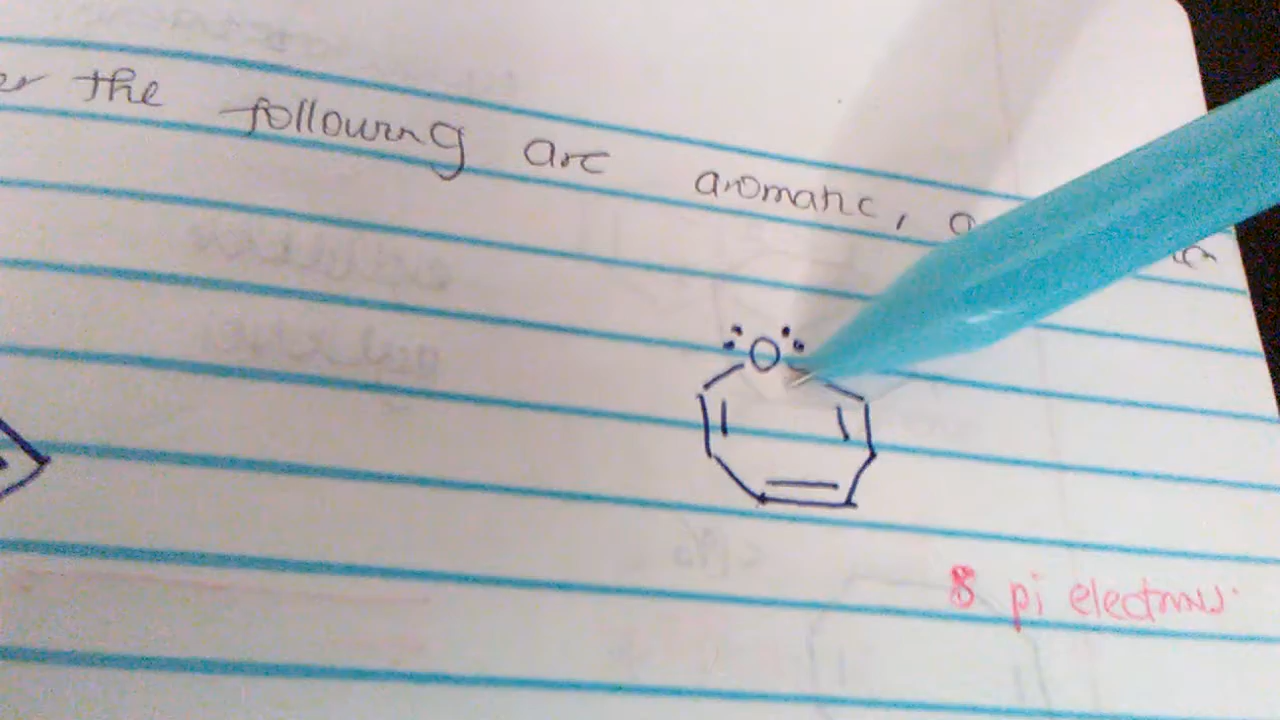 the following are aromatic,
O
8 pi electrons.